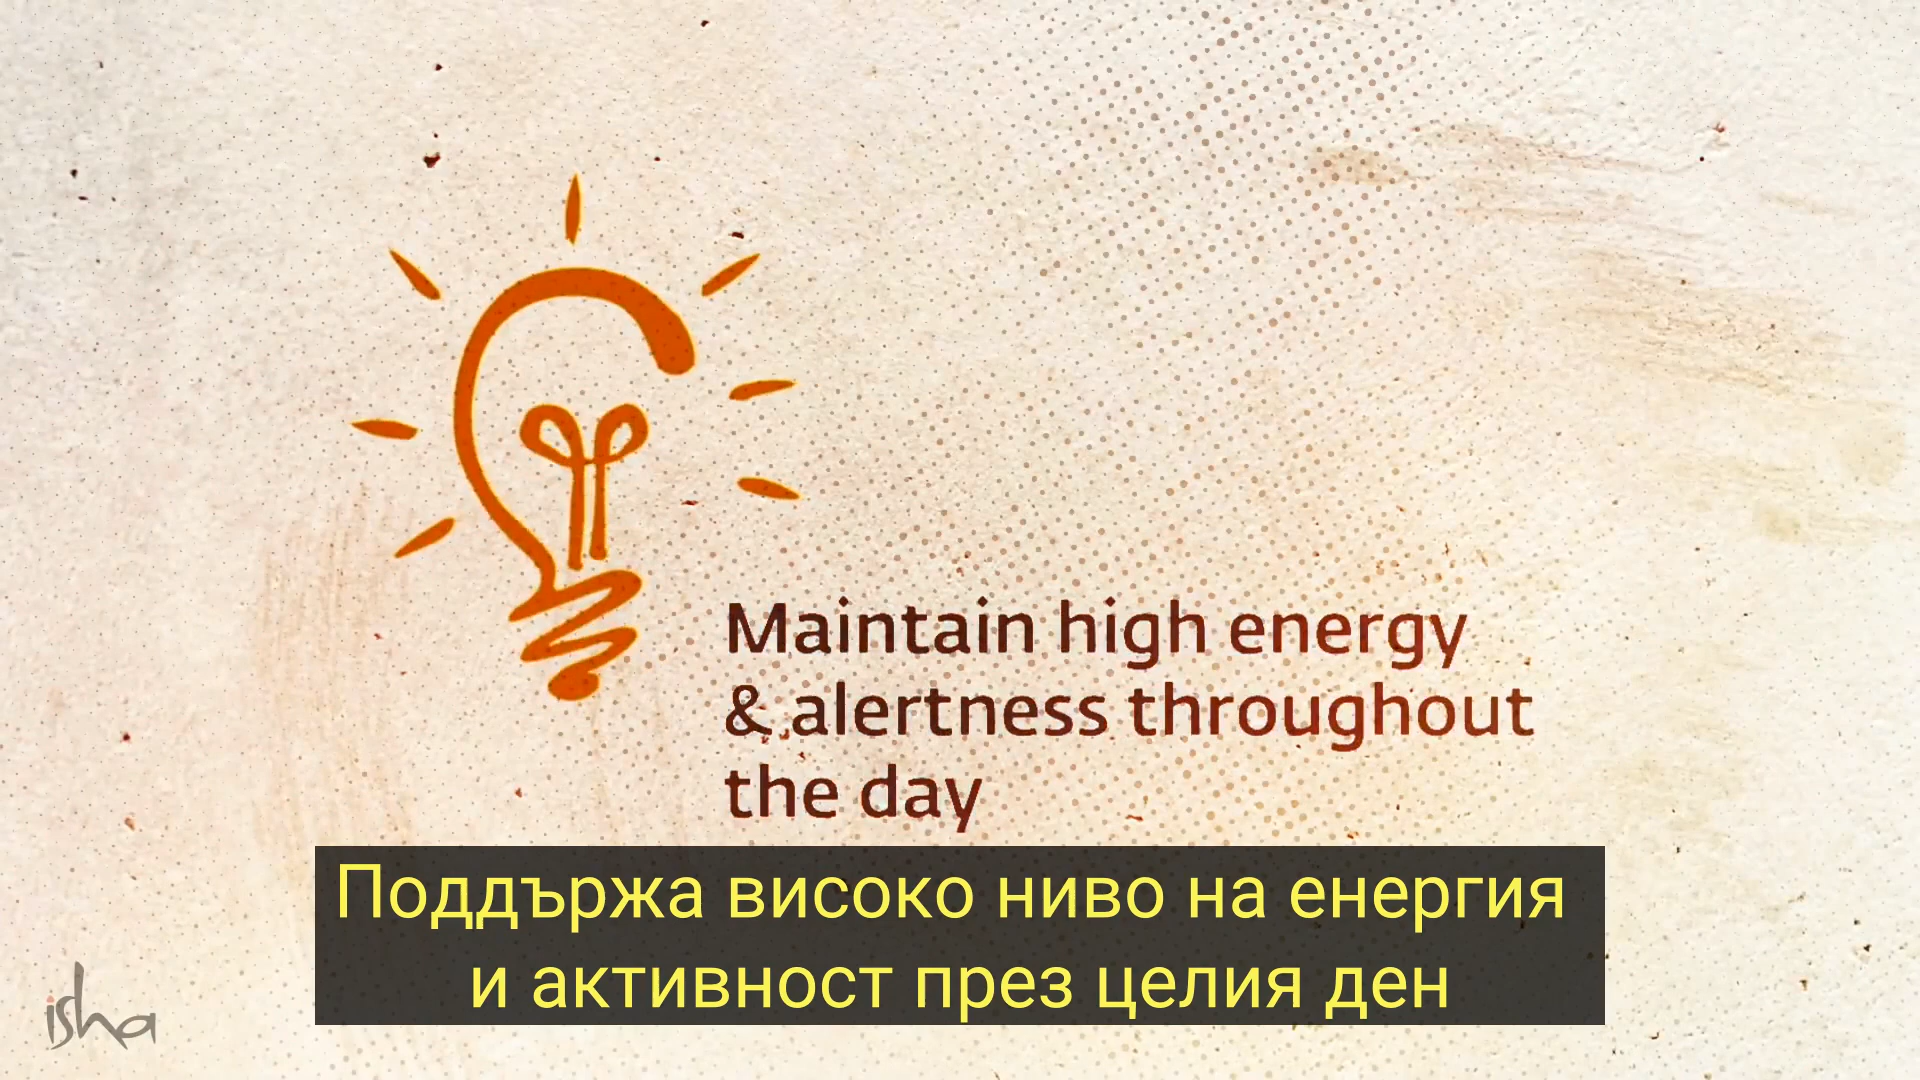 Maintain high energy
& alertness throughout
the day
Поддържа високо ниво на енергия
и активност през целия ден
isha